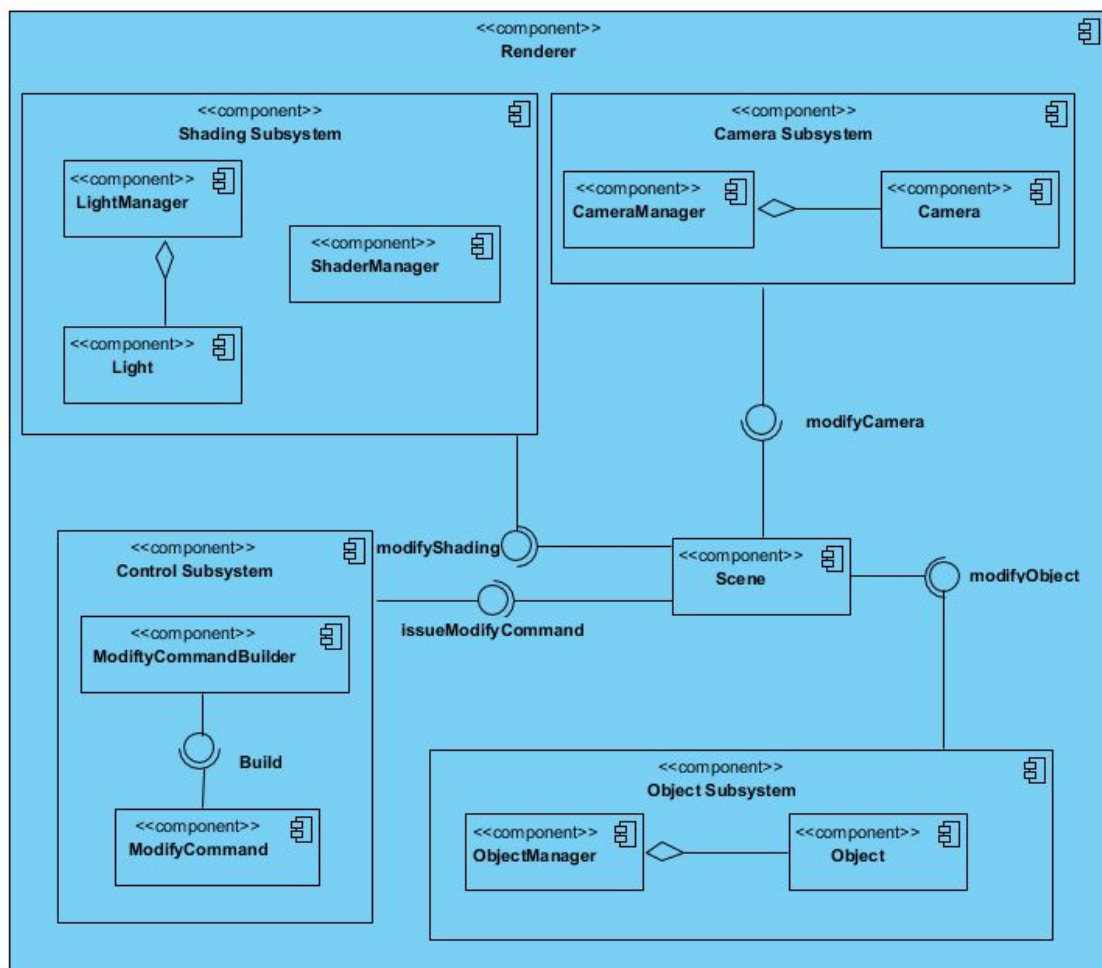 <<component>>
Renderer
<<component>>
Shading Subsystem
<<component>>
LightManager
<<component>>
ShaderManager
<<component>>
Light
<<component>>
Camera Subsystem
<<component>>
CameraManager
<<component>>
Camera
modifyCamera
modifyShading
<<component>>
Scene
modifyObject
issueModifyCommand
<<component>>
Control Subsystem
<<component>>
ModiftyCommandBuilder
Build
<<component>>
ModifyCommand
<<component>>
Object Subsystem
<<component>>
ObjectManager
<<component>>
Object